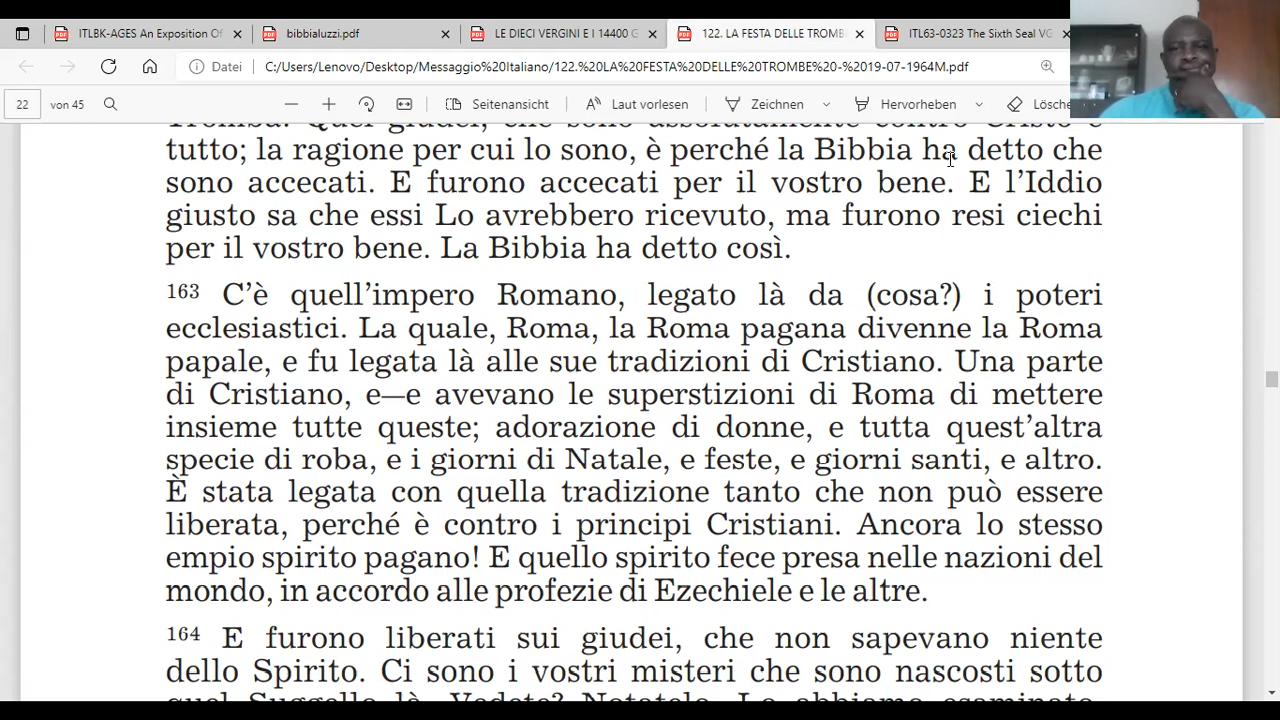 ITLBK-AGES An Exposition Of
bibbialuzzi.pdf
LE DIECI VERGINI E I 14400 G
122. LA FESTA DELLE TROMB
ITL63-0323 The Sixth Seal VG
Datei C:/Users/Lenovo/Desktop/Messaggio%20Italiano/122.%20LA%20FESTA%20DELLE%20TROMBE%20-%2019-07-1964M.pdf
22 von 45 Seitenansicht Laut vorlesen Zeichnen Hervorheben Lösche
tutto; la ragione per cui lo sono, è perché la Bibbia ha detto che
sono accecati. E furono accecati per il vostro bene. E l’Iddio
giusto sa che essi Lo avrebbero ricevuto, ma furono resi ciechi
per il vostro bene. La Bibbia ha detto così.
163 C’è quell’impero Romano, legato là da (cosa?) i poteri
ecclesiastici. La quale, Roma, la Roma pagana divenne la Roma
papale, e fu legata là alle sue tradizioni di Cristiano. Una parte
di Cristiano, e—e avevano le superstizioni di Roma di mettere
insieme tutte queste; adorazione di donne, e tutta quest’altra
specie di roba, e i giorni di Natale, e feste, e giorni santi, e altro.
È stata legata con quella tradizione tanto che non può essere
liberata, perché è contro i principi Cristiani. Ancora lo stesso
empio spirito pagano! E quello spirito fece presa nelle nazioni del
mondo, in accordo alle profezie di Ezechiele e le altre.
164 E furono liberati sui giudei, che non sapevano niente
dello Spirito. Ci sono i vostri misteri che sono nascosti sotto